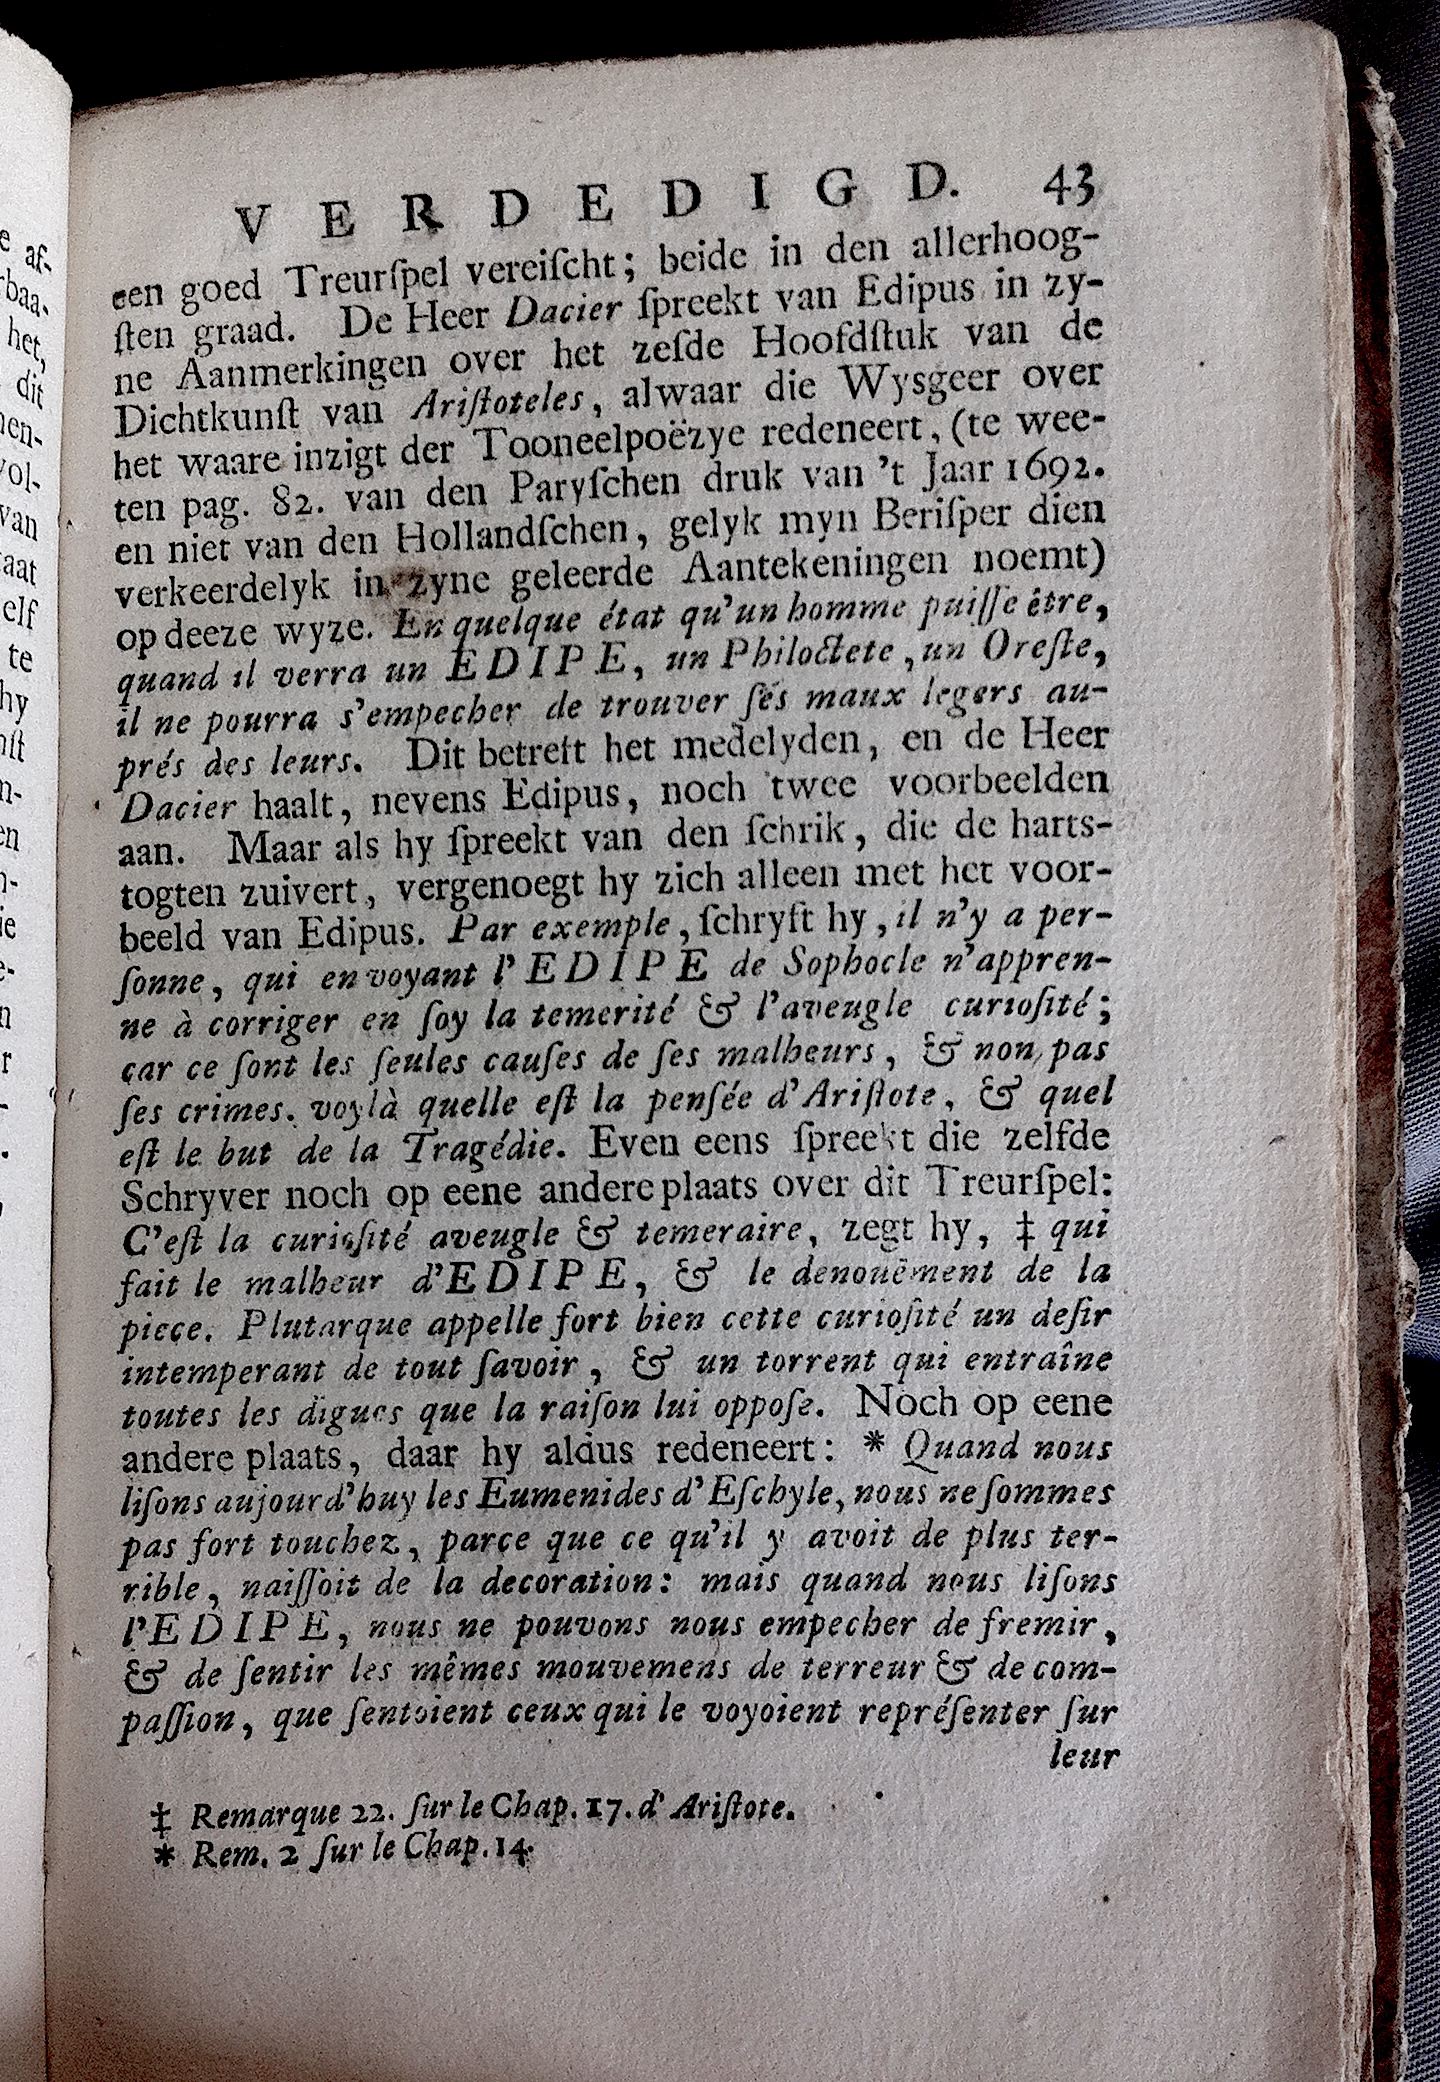 VERDEDIGD. 43
een goed Treurſpel vereiſcht; beide in den allerhoog-
ſten graad. De Heer Dacier ſpreekt van Edipus in zy-
ne Aanmerkingen over het zeſde Hoofdſtuk van de
Dichtkunſt van Ariſtoteles, alwaar die Wysgeer over
het waare inzigt der Tooneelpoëzye redeneert, (te wee-
ten pag. 82. van den Paryſchen druk van 't Jaar 1692.
en niet van den Hollandſchen, gelyk myn Beriſper dien
verkeerdelyk in zyne geleerde Aantekeningen noemt)
op deeze wyze. En quelque état qu'un homme puiſſe être,
quand il verra un EDIPE, un Philoctete, un Oreſte,
il ne pourra s'empecher de trouver ſés maux legers au-
prés des leurs. Dit betreft het medelyden, en de Heer
Dacier haalt, nevens Edipus, noch twee voorbeelden
aan. Maar als hy ſpreekt van den ſchrik, die de harts-
togten zuivert, vergenoegt hy zich alleen met het voor-
beeld van Edipus. Par exemple, ſchryft hy, il n'y a per-
ſonne, qui en voyant l'EDIPE de Sophocle n'appren-
ne à corriger en ſoy la temerité & l'aveugle curioſité;
car ce ſont les ſeules cauſes de ſes malheurs, & non pas
ſes crimes. voylà quelle eſt la penſée d'Ariſtote, & quel
eſt le but de la Tragédie. Even eens ſpreekt die zelfde
Schryver noch op eene andere plaats over dit Treurſpel:
C'eſt la curioſité aveugle & temeraire, zegt hy, ‡ qui
fait le malheur d'EDIPE, & le denouëment de la
piece. Plutarque appelle fort bien cette curioſité un deſir
intemperant de tout ſavoir, & un torrent qui entraîne
toutes les digues que la raiſon lui oppoſe. Noch op eene
andere plaats, daar hy aldus redeneert: * Quand nous
liſons aujourd'huy les Eumenides d'Eſchyle, nous ne ſommes
pas fort touchez, parce que ce qu'il y avoit de plus ter-
rible, naiſſoit de la decoration: mais quand nous liſons
l'EDIPE, nous ne pouvons nous empecher de fremir,
& de ſentir les mêmes mouvemens de terreur & de com-
paſſion, que ſentoient ceux qui le voyoient repréſenter ſur
leur
‡ Remarque 22. ſur le Chap. 17. d'Ariſtote.
* Rem. 2 ſur le Chap. 14.